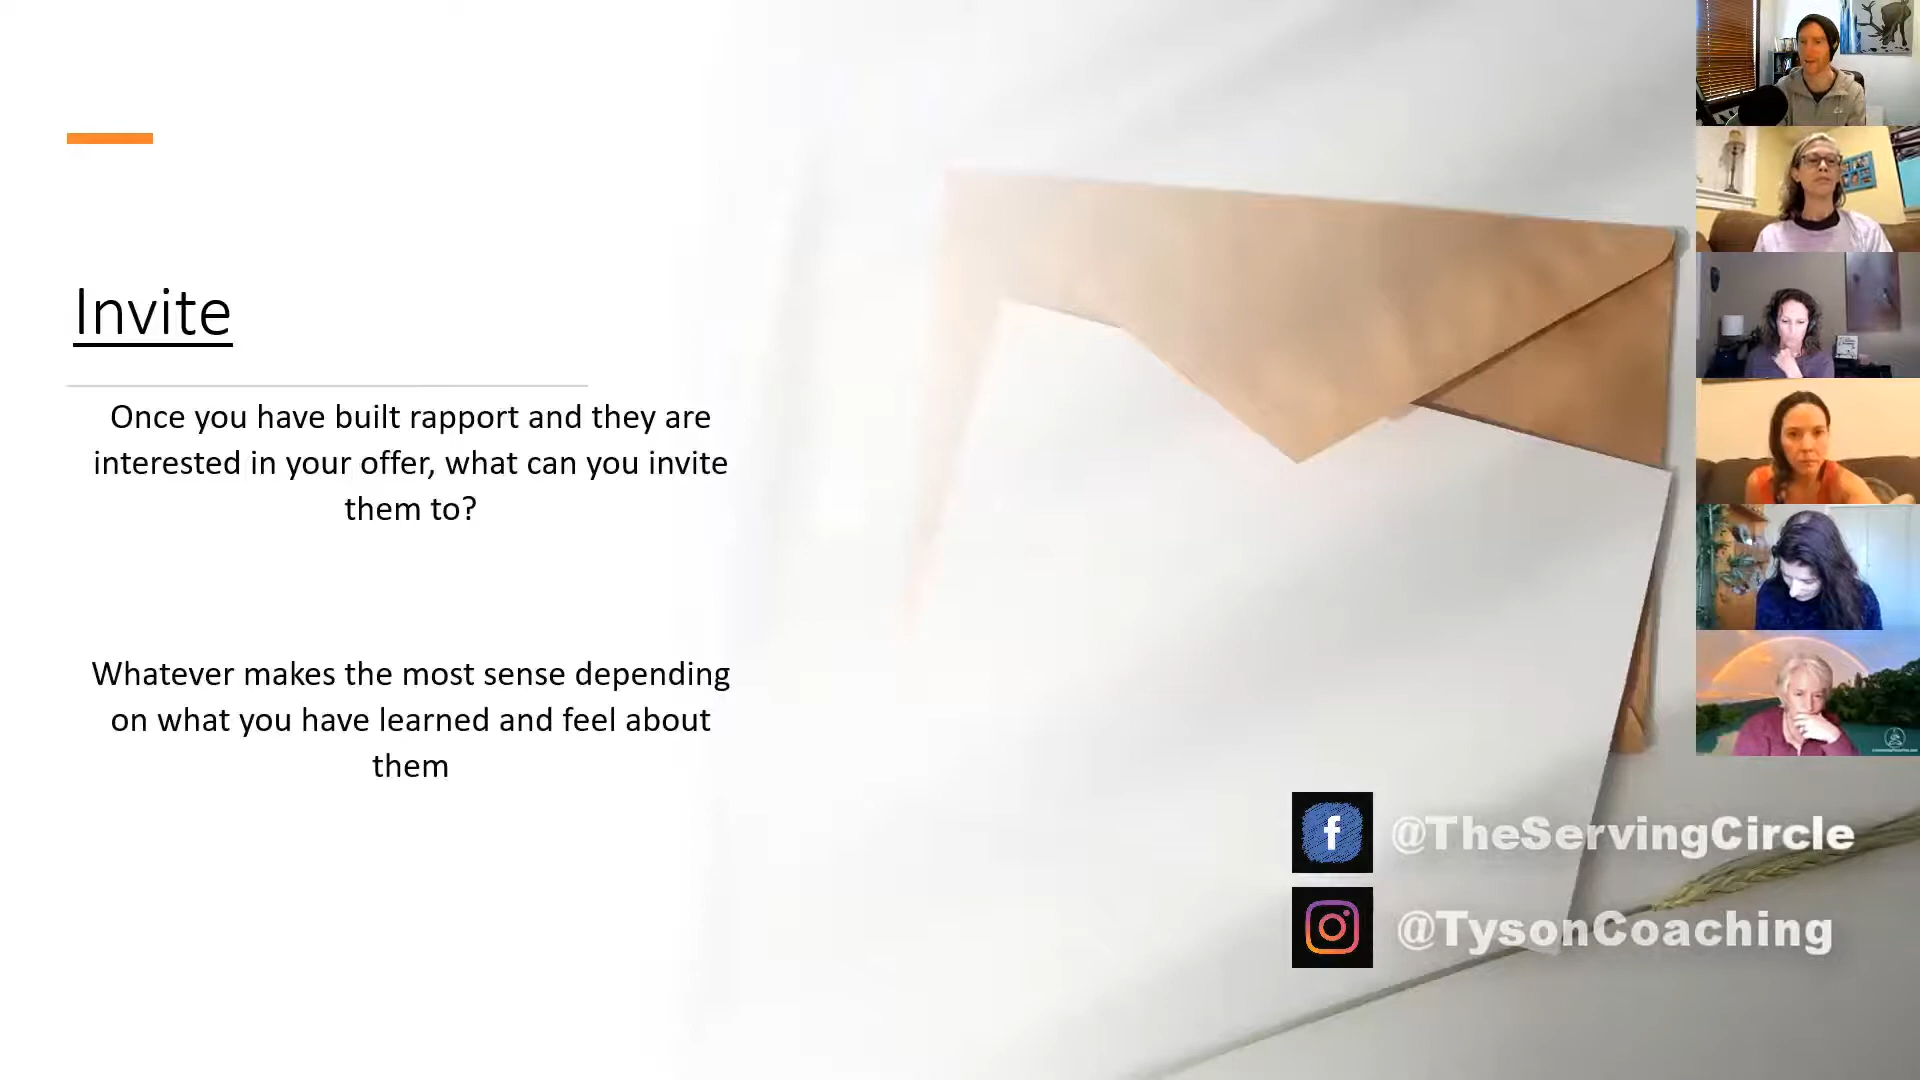 Invite
Once you have built rapport and they are
interested in your offer, what can you invite
them to?
Whatever makes the most sense depending
on what you have learned and feel about
them
@TheServingCircle
@TysonCoaching